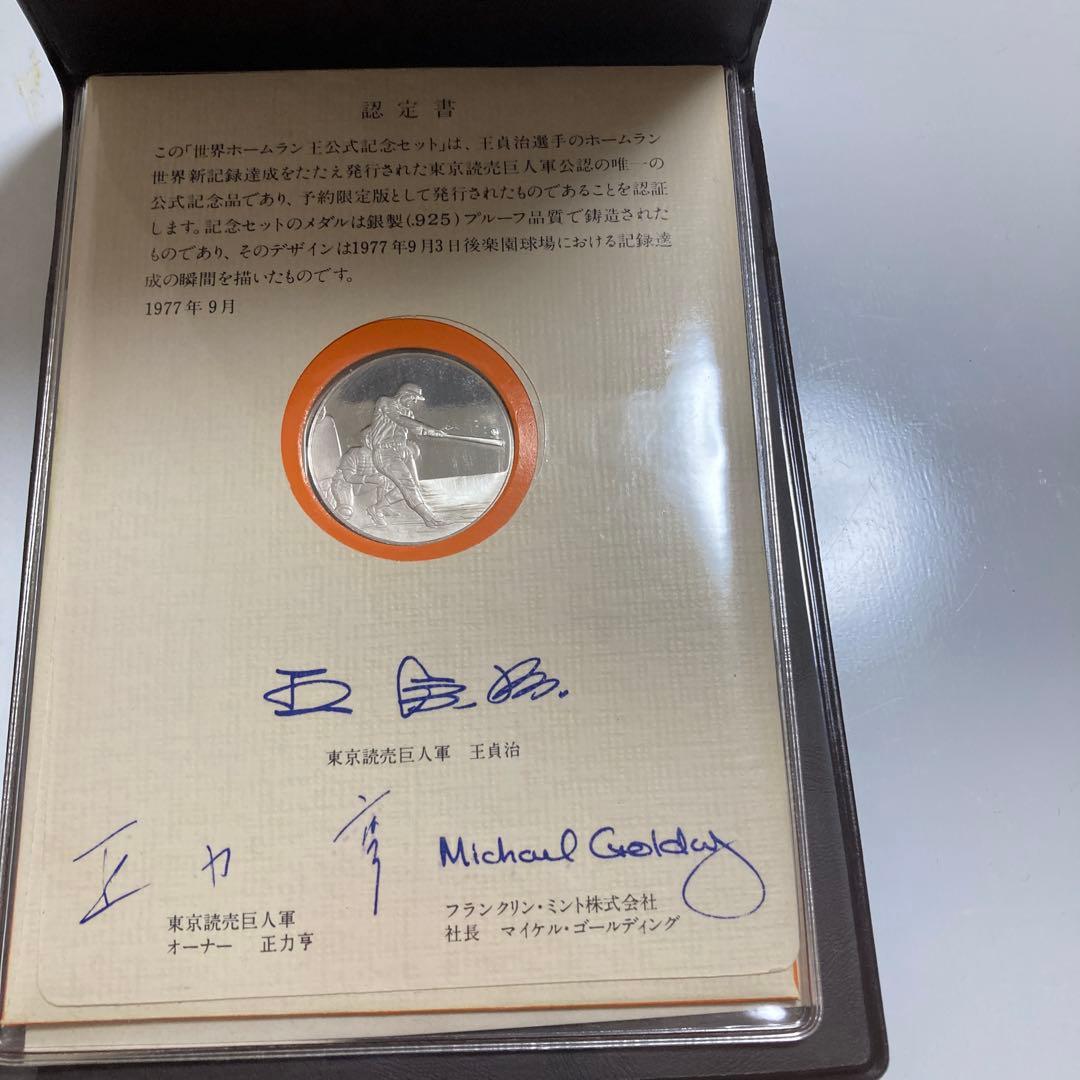 認定書
この「世界ホームラン王公式記念セット」は、王貞治選手のホームラン
世界新記録達成をたたえ発行された東京読売巨人軍公認の唯一の
公式記念品であり、予約限定版として発行されたものであることを認証
します。記念セットのメダルは銀製(.925)プルーフ品質で鋳造された
ものであり、そのデザインは1977年9月3日後楽園球場における記録達
成の瞬間を描いたものです。
1977年9月
王貞治
東京読売巨人軍 王貞治
正力亨
東京読売巨人軍
オーナー 正力亨
Michael Golding
フランクリン・ミント株式会社
社長 マイケル・ゴールディング